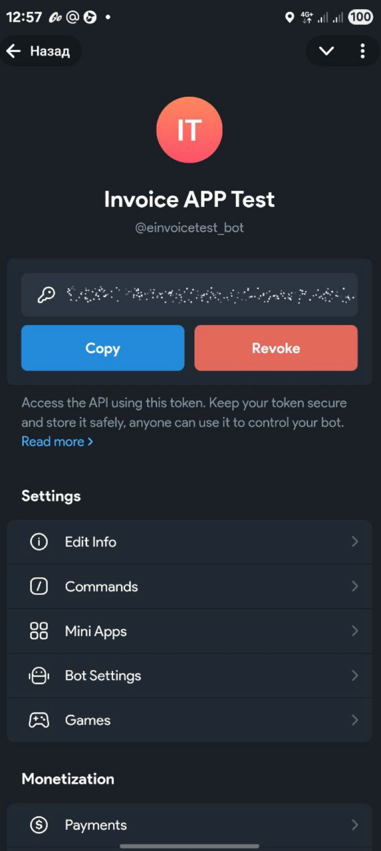 12:57
4G+
100
Назад
IT
Invoice APP Test
@einvoicetest_bot
Copy
Revoke
Access the API using this token. Keep your token secure
and store it safely, anyone can use it to control your bot.
Read more >
Settings
Edit Info
Commands
Mini Apps
Bot Settings
Games
Monetization
Payments